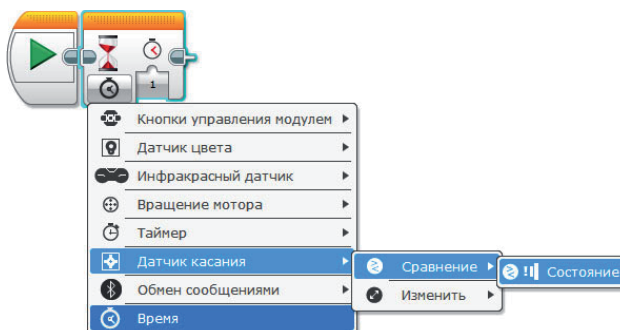 1
Кнопки управления модулем
Датчик цвета
Инфракрасный датчик
Вращение мотора
Таймер
Датчик касания
Сравнение
Состояние
Обмен сообщениями
Изменить
Время